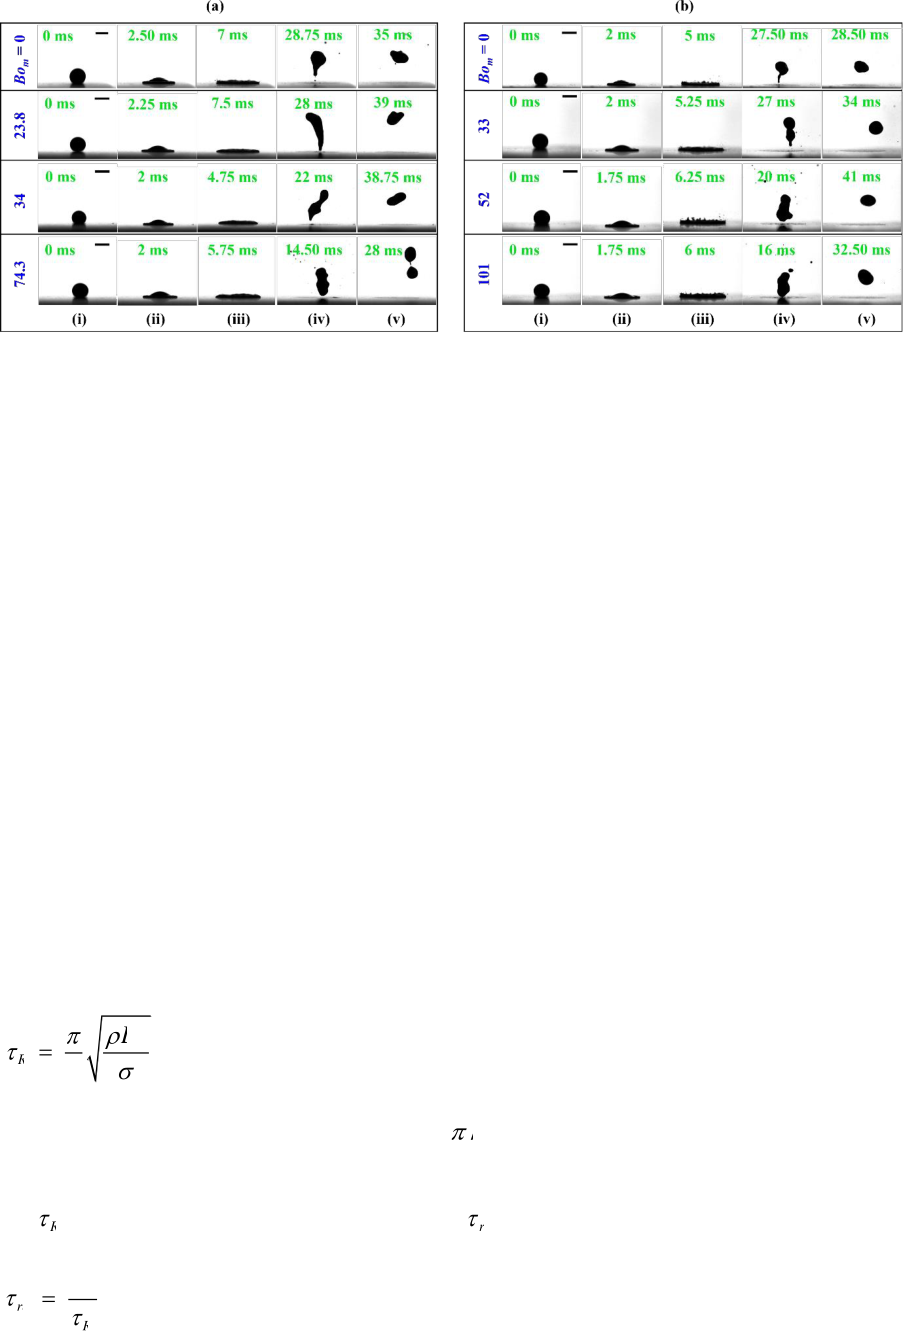 (a) (b)
Bo_m = 0 0 ms 2.50 ms 7 ms 28.75 ms 35 ms
23.8 0 ms 2.25 ms 7.5 ms 28 ms 39 ms
34 0 ms 2 ms 4.75 ms 22 ms 38.75 ms
74.3 0 ms 2 ms 5.75 ms 14.50 ms 28 ms
(i) (ii) (iii) (iv) (v)
Bo_m = 0 0 ms 2 ms 5 ms 27.50 ms 28.50 ms
33 0 ms 2 ms 5.25 ms 27 ms 34 ms
52 0 ms 1.75 ms 6.25 ms 20 ms 41 ms
101 0 ms 1.75 ms 6 ms 16 ms 32.50 ms
(i) (ii) (iii) (iv) (v)
τ = π √ρ σ
π
τ τ_r
τ_r = τ